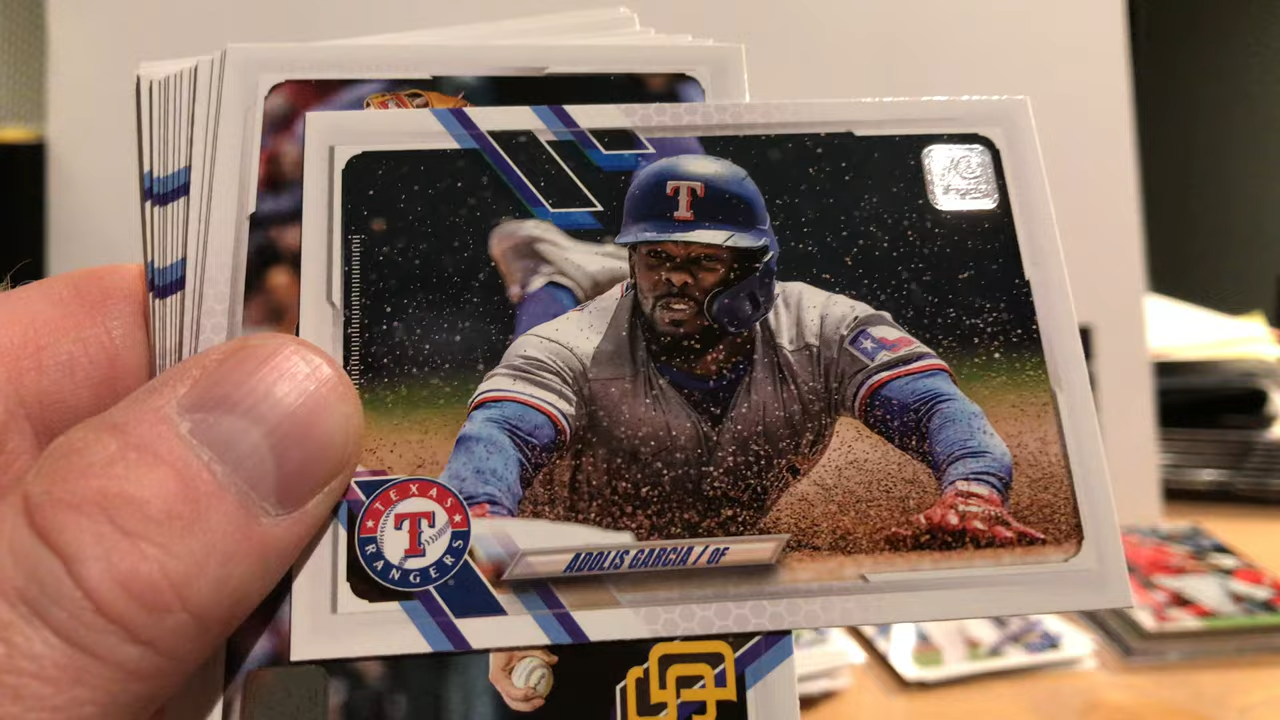 T
TEXAS
T
RANGERS
ADOLIS GARCIA / OF
SD